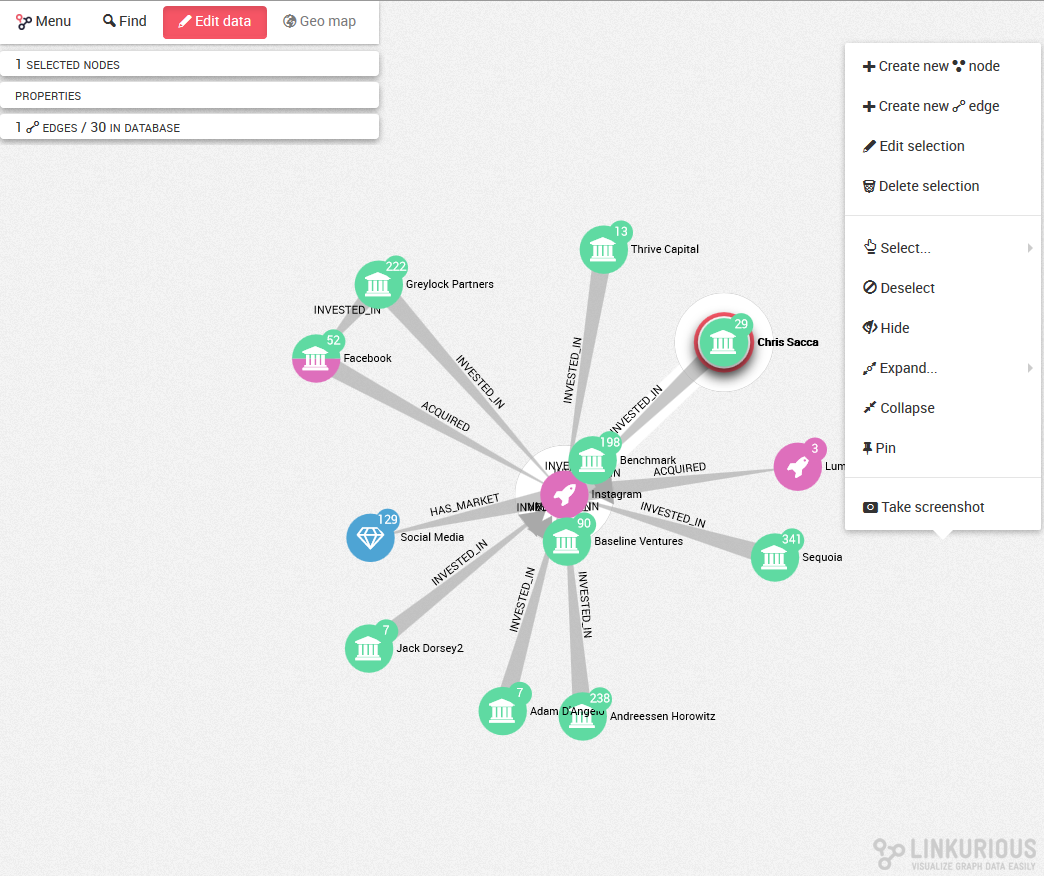 Menu Find Edit data Geo map
1 SELECTED NODES
PROPERTIES
1 EDGES / 30 IN DATABASE
Create new node
Create new edge
Edit selection
Delete selection
Select...
Deselect
Hide
Expand...
Collapse
Pin
Take screenshot
13
Thrive Capital
222
Greylock Partners
INVESTED_IN
52
Facebook
29
Chris Sacca
INVESTED_IN
INVESTED_IN
INVESTED_IN
ACQUIRED
198
Benchmark
ACQUIRED
3
Lum
Instagram
HAS_MARKET
INVESTED_IN
129
Social Media
90
Baseline Ventures
341
Sequoia
INVESTED_IN
INVESTED_IN
INVESTED_IN
7
Jack Dorsey2
7
Adam D'Angelo
238
Andreessen Horowitz
LINKURIOUS
VISUALIZE GRAPH DATA EASILY